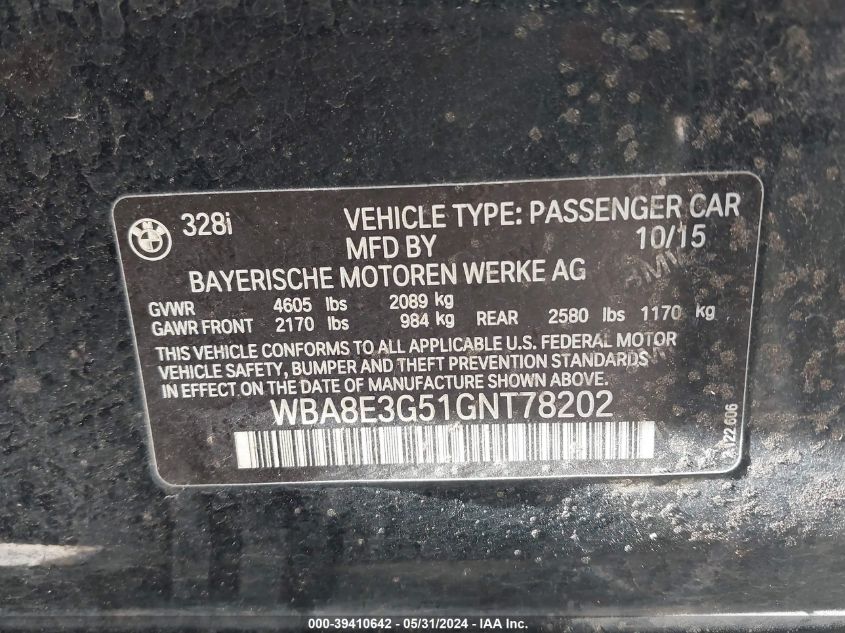 328i VEHICLE TYPE: PASSENGER CAR
MFD BY 10/15
BAYERISCHE MOTOREN WERKE AG
GVWR 4605 lbs 2089 kg
GAWR FRONT 2170 lbs 984 kg REAR 2580 lbs 1170 kg
THIS VEHICLE CONFORMS TO ALL APPLICABLE U.S. FEDERAL MOTOR
VEHICLE SAFETY, BUMPER AND THEFT PREVENTION STANDARDS
IN EFFECT ON THE DATE OF MANUFACTURE SHOWN ABOVE.
WBA8E3G51GNT78202
000-39410642 - 05/31/2024 - IAA Inc.